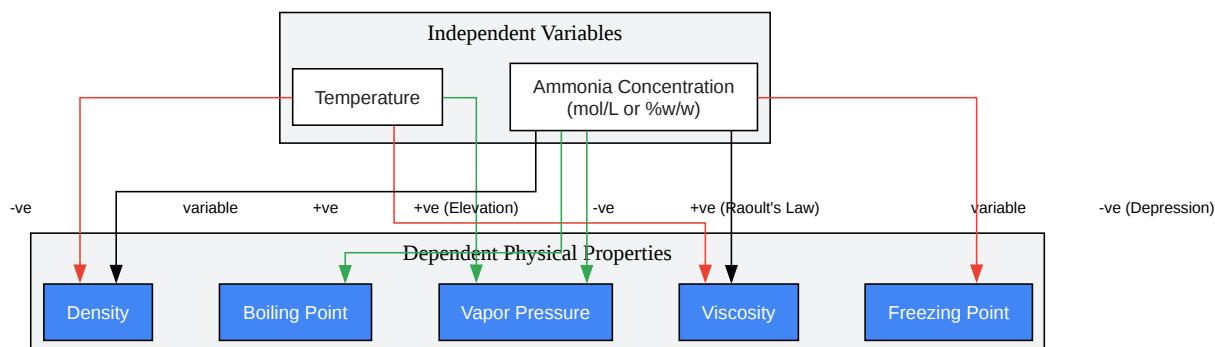 Independent Variables
Temperature
Ammonia Concentration
(mol/L or %w/w)
-ve
variable
+ve
+ve (Elevation)
-ve
+ve (Raoult's Law)
variable
-ve (Depression)
Dependent Physical Properties
Density
Boiling Point
Vapor Pressure
Viscosity
Freezing Point